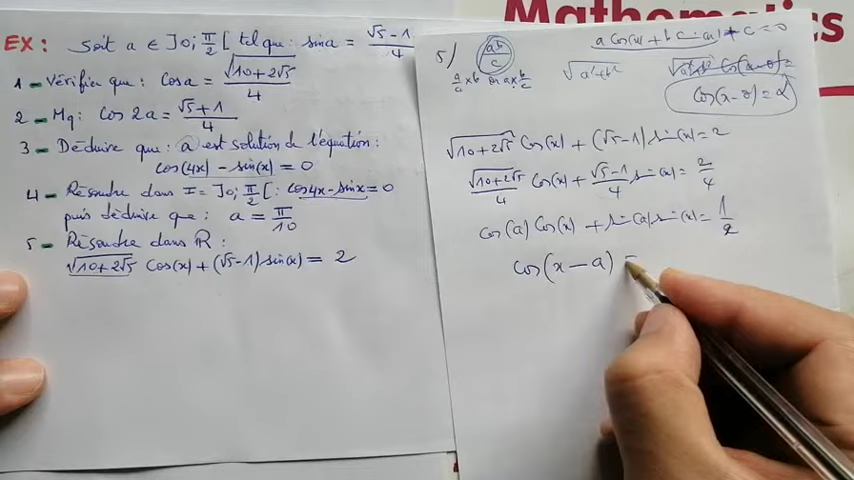 Mathematics
EX : Soit a ∈ ]0; π/2[ tel que : sin a = (√5 - 1)/4
1 - Vérifier que : Cos a = √(10 + 2√5)/4
2 - Mq : Cos 2a = (√5 + 1)/4
3 - Déduire que : a est solution de l'équation :
cos(4x) - sin(x) = 0
4 - Résoudre dans I = ]0; π/2[ : cos4x - sinx = 0
puis déduire que : a = π/10
5 - Résoudre dans ℝ :
√(10 + 2√5) Cos(x) + (√5 - 1) sin(x) = 2
5/ ab/c
a/c × b or a × b/c
+ c = 0
√(a² + b²)
Cos(x - θ) = α
√(10 + 2√5) Cos(x) + (√5 - 1) sin(x) = 2
√(10 + 2√5)/4 Cos(x) + (√5 - 1)/4 sin(x) = 2/4
Cos(a) Cos(x) + sin(a) sin(x) = 1/2
Cos(x - a) =